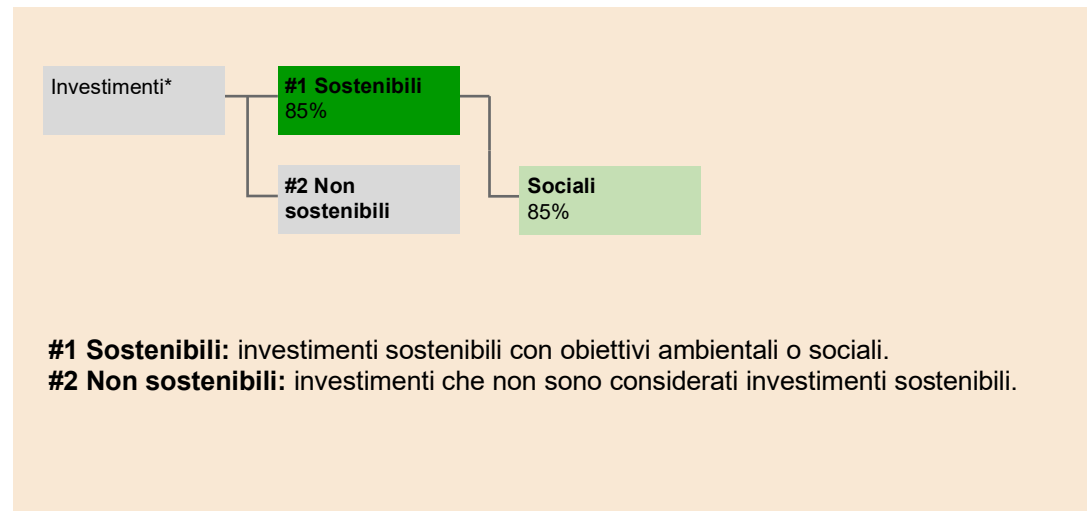 Investimenti*
#1 Sostenibili
85%
#2 Non
sostenibili
Sociali
85%
#1 Sostenibili: investimenti sostenibili con obiettivi ambientali o sociali.
#2 Non sostenibili: investimenti che non sono considerati investimenti sostenibili.